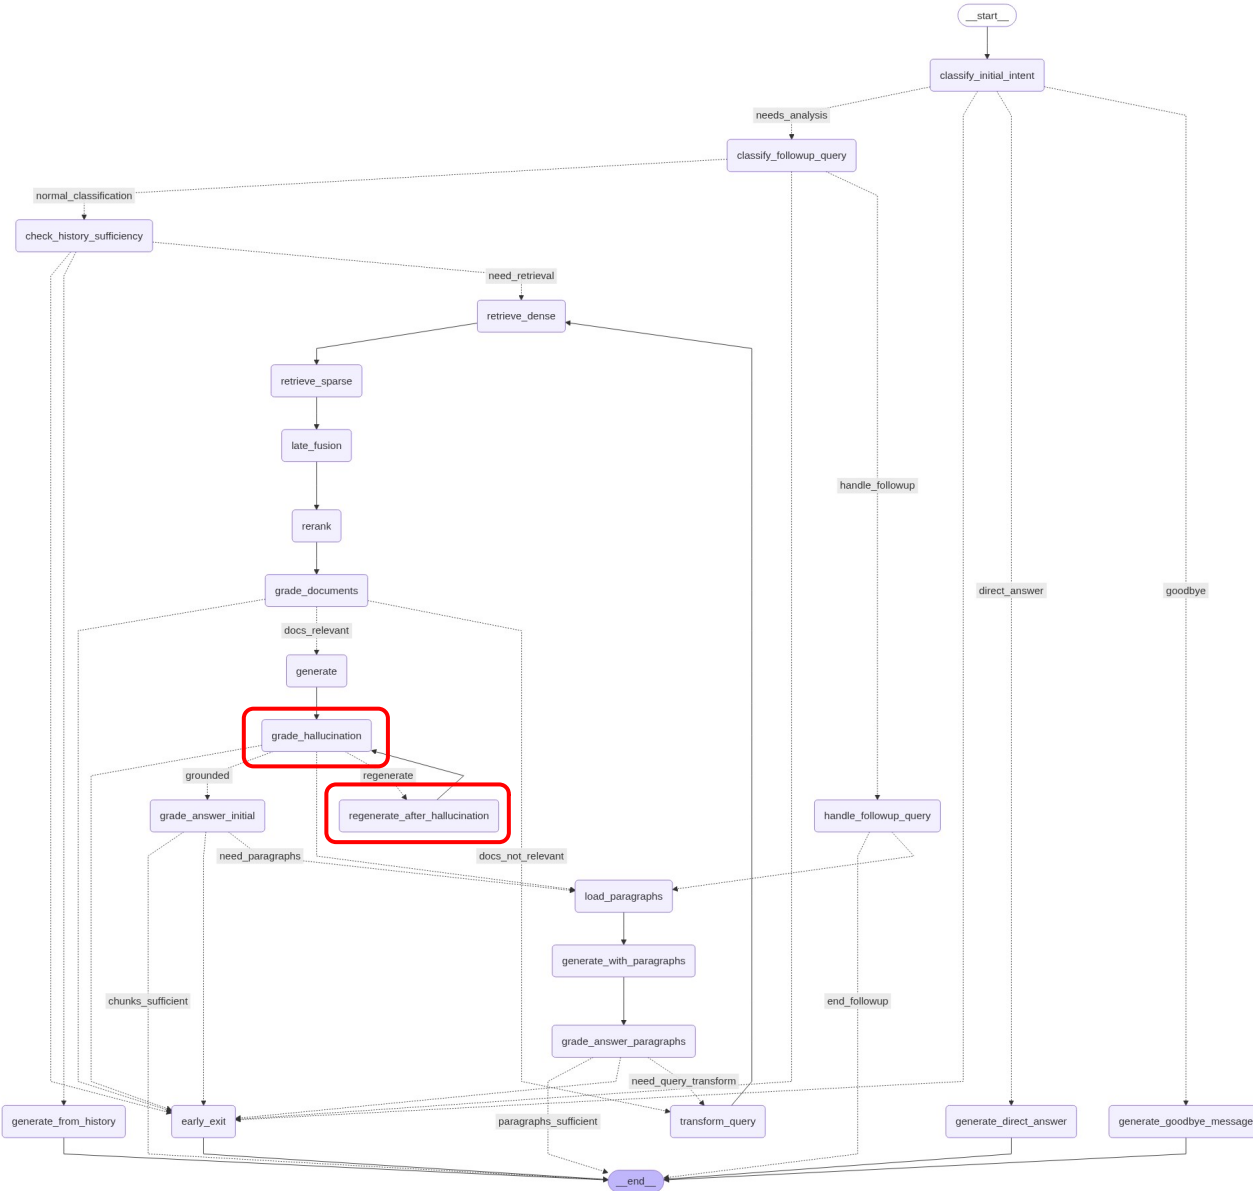 __start__
classify_initial_intent
needs_analysis
classify_followup_query
normal_classification
check_history_sufficiency
need_retrieval
retrieve_dense
retrieve_sparse
late_fusion
handle_followup
rerank
grade_documents
direct_answer
goodbye
docs_relevant
generate
grade_hallucination
grounded
regenerate
grade_answer_initial
regenerate_after_hallucination
handle_followup_query
need_paragraphs
docs_not_relevant
load_paragraphs
generate_with_paragraphs
chunks_sufficient
end_followup
grade_answer_paragraphs
need_query_transform
generate_from_history
early_exit
paragraphs_sufficient
transform_query
generate_direct_answer
generate_goodbye_message
__end__